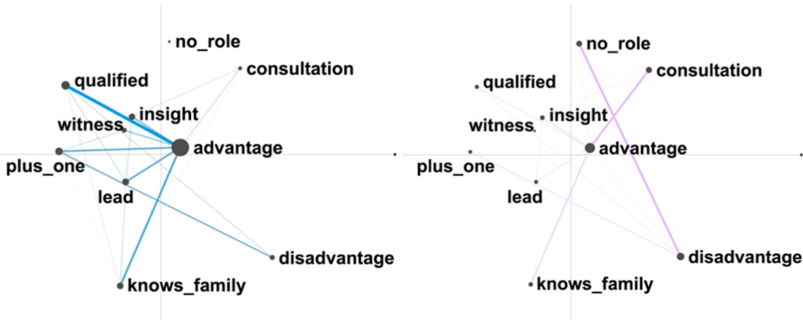 no_role
consultation
qualified
insight
witness
advantage
plus_one
lead
disadvantage
knows_family
no_role
consultation
qualified
insight
witness
advantage
plus_one
lead
disadvantage
knows_family